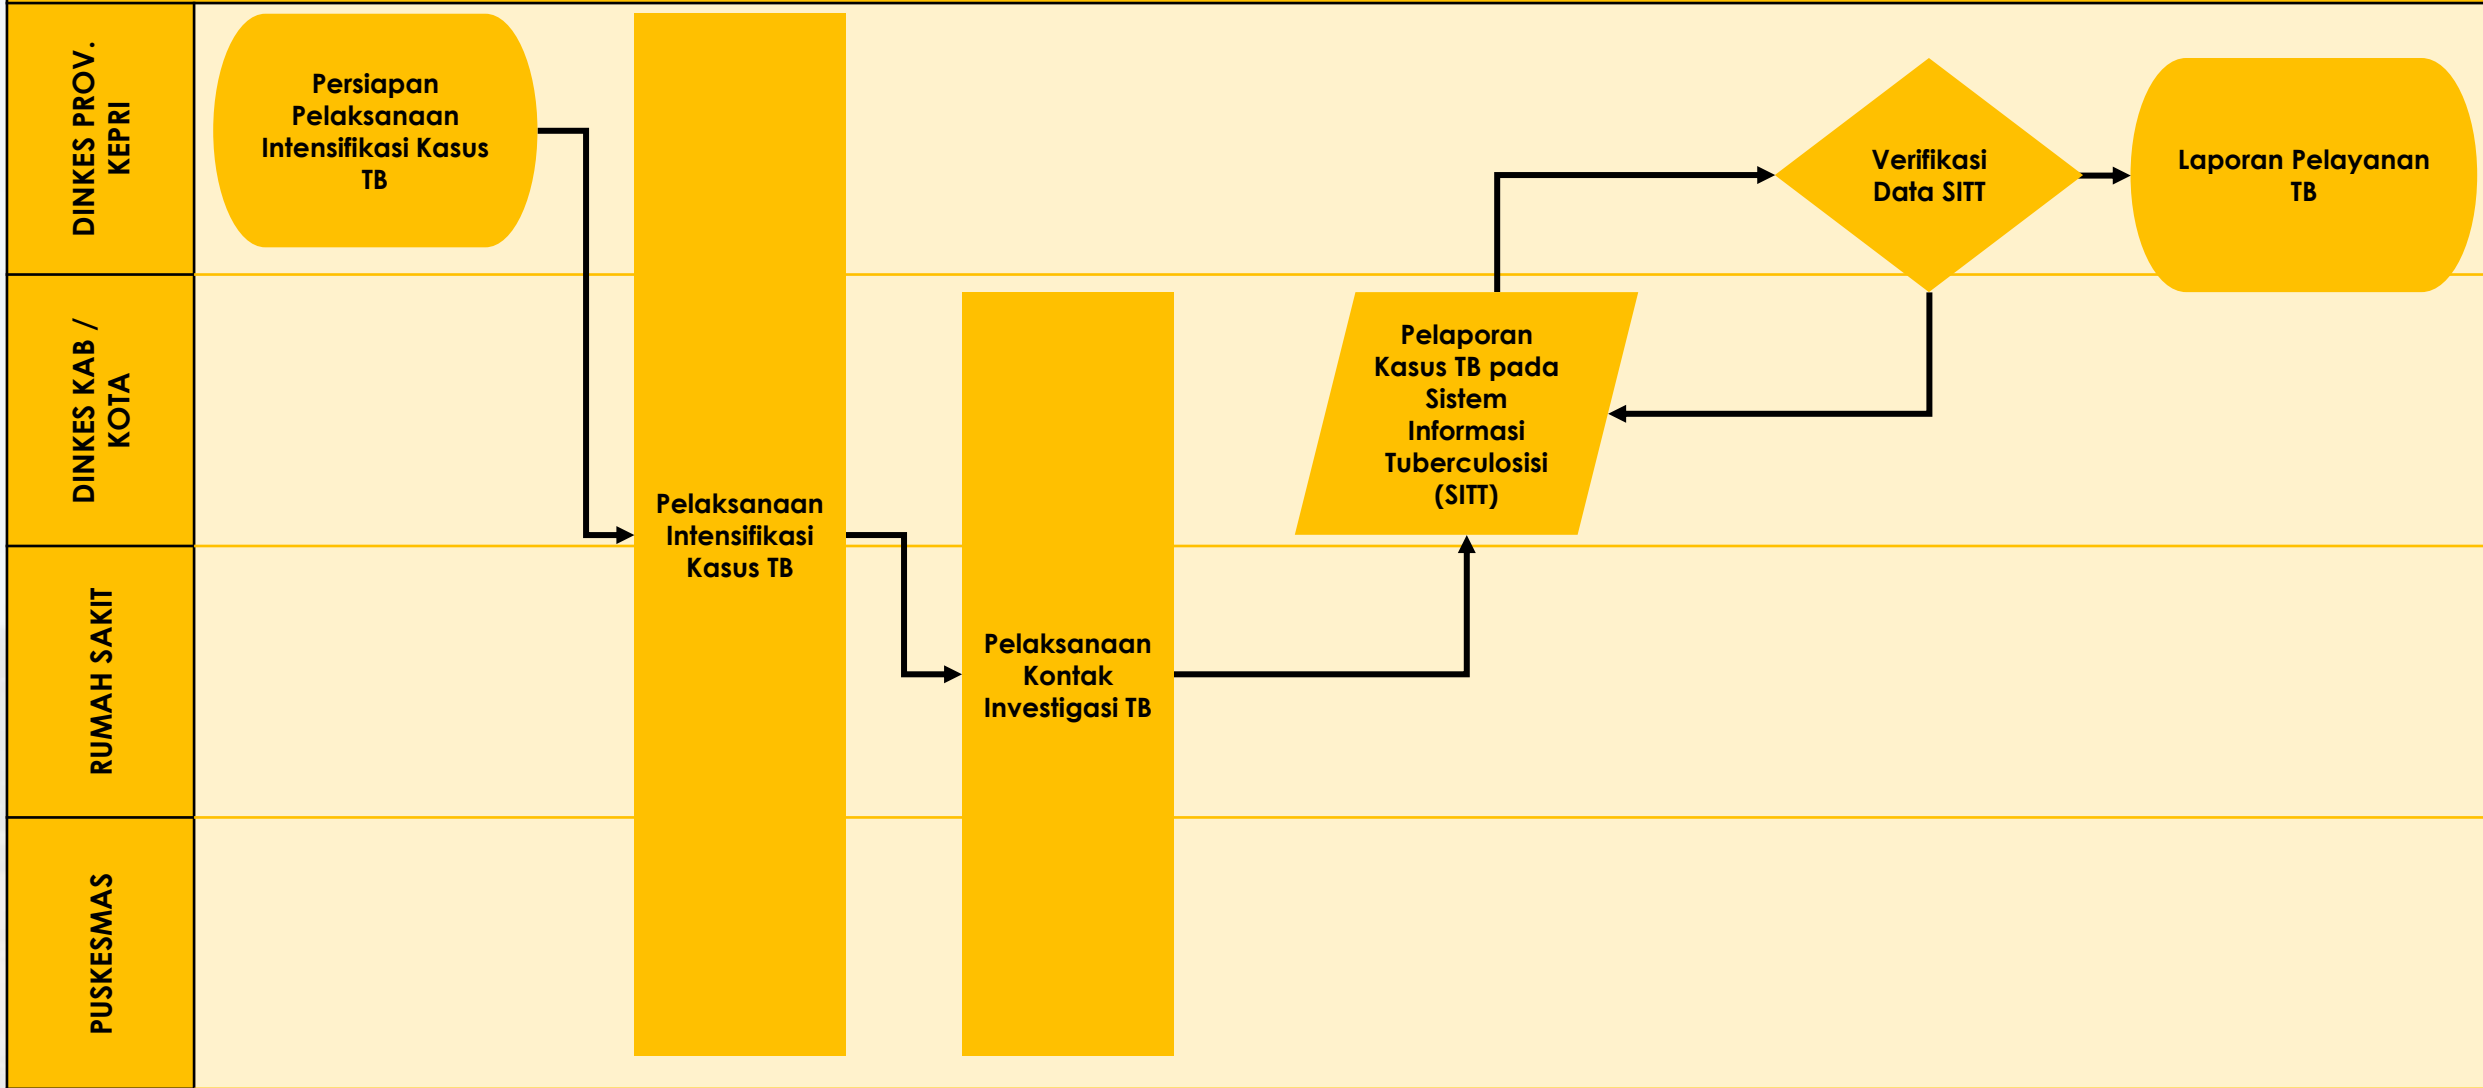 DINKES PROV.
KEPRI
Persiapan
Pelaksanaan
Intensifikasi Kasus
TB
Verifikasi
Data SITT
Laporan Pelayanan
TB
DINKES KAB /
KOTA
Pelaksanaan
Intensifikasi
Kasus TB
Pelaporan
Kasus TB pada
Sistem
Informasi
Tuberculosisi
(SITT)
RUMAH SAKIT
Pelaksanaan
Kontak
Investigasi TB
PUSKESMAS